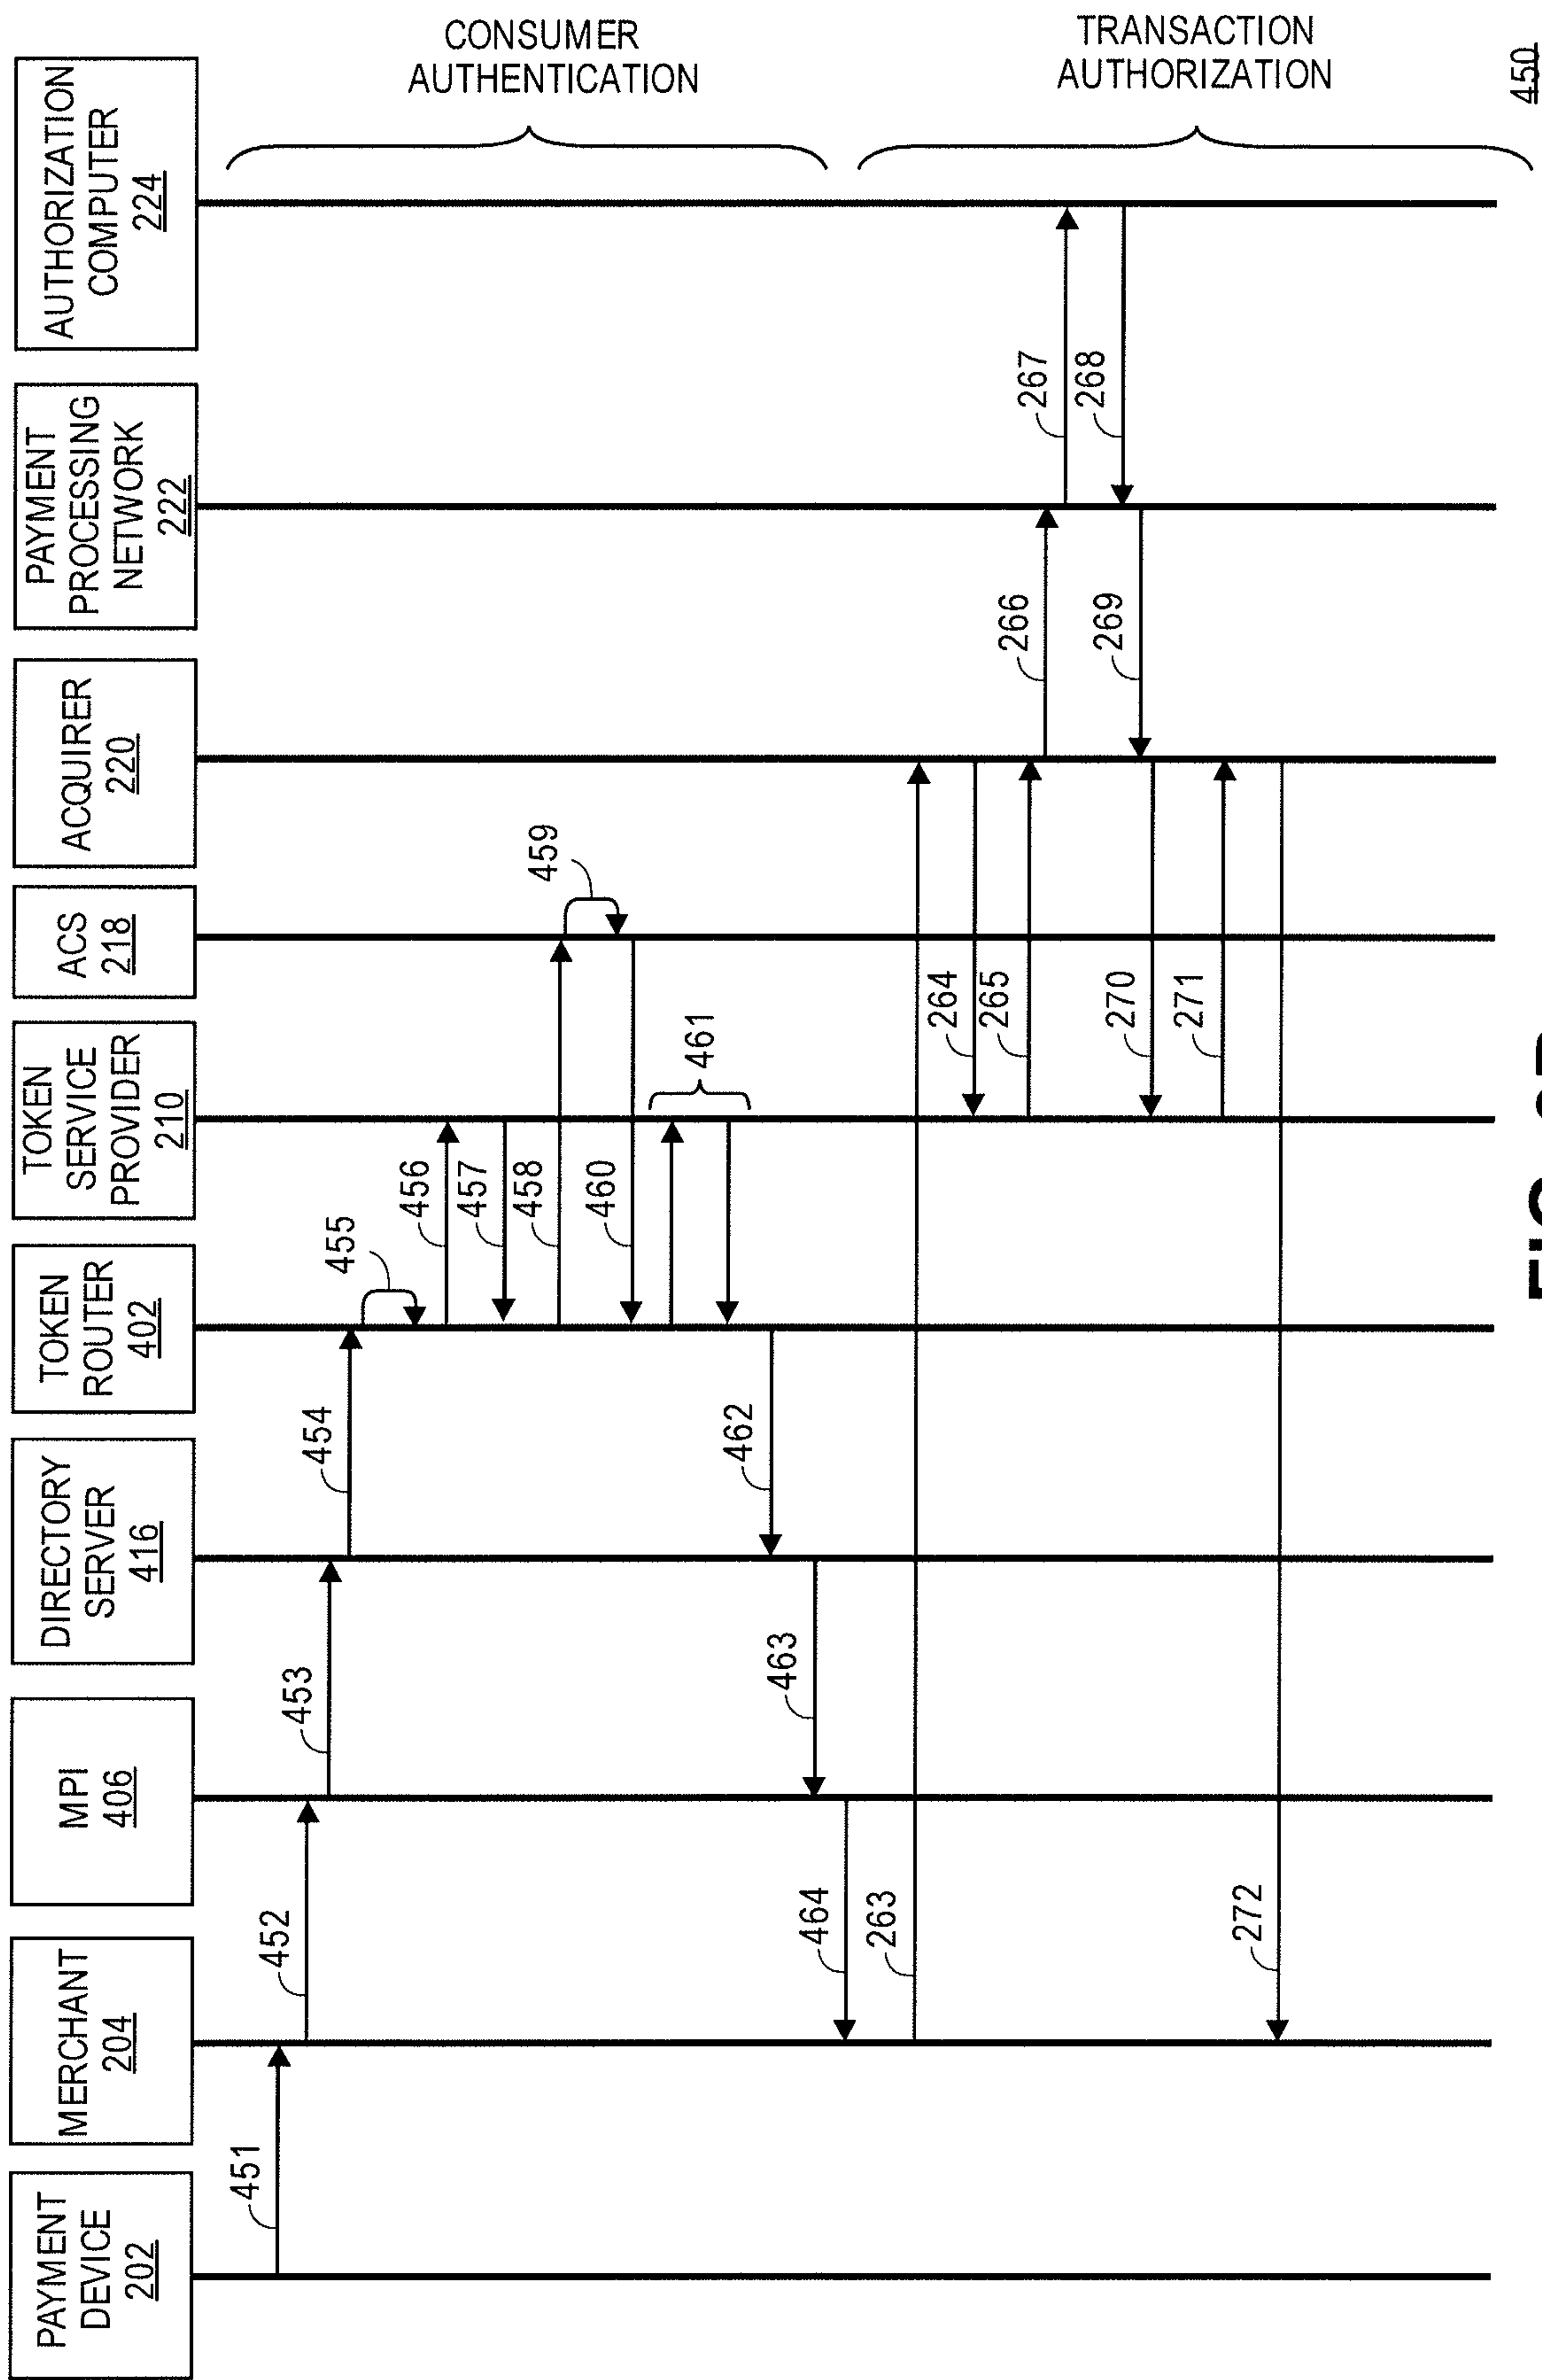 PAYMENT
DEVICE
202
MERCHANT
204
MPI
406
DIRECTORY
SERVER
416
TOKEN
ROUTER
402
TOKEN
SERVICE
PROVIDER
210
ACS
218
ACQUIRER
220
PAYMENT
PROCESSING
NETWORK
222
AUTHORIZATION
COMPUTER
224
CONSUMER
AUTHENTICATION
451
452
453
454
455
456
457
458
459
460
461
462
463
464
TRANSACTION
AUTHORIZATION
263
264
265
266
267
268
269
270
271
272
450